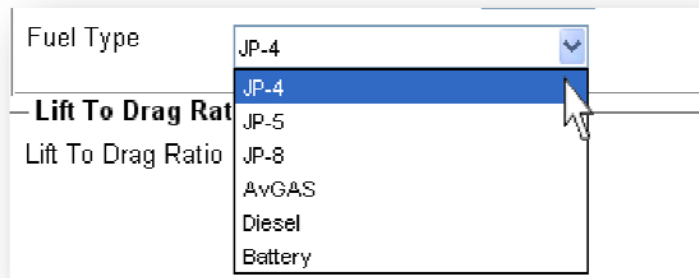 Fuel Type JP-4
JP-4
Lift To Drag Rat
JP-5
Lift To Drag Ratio JP-8
AvGAS
Diesel
Battery